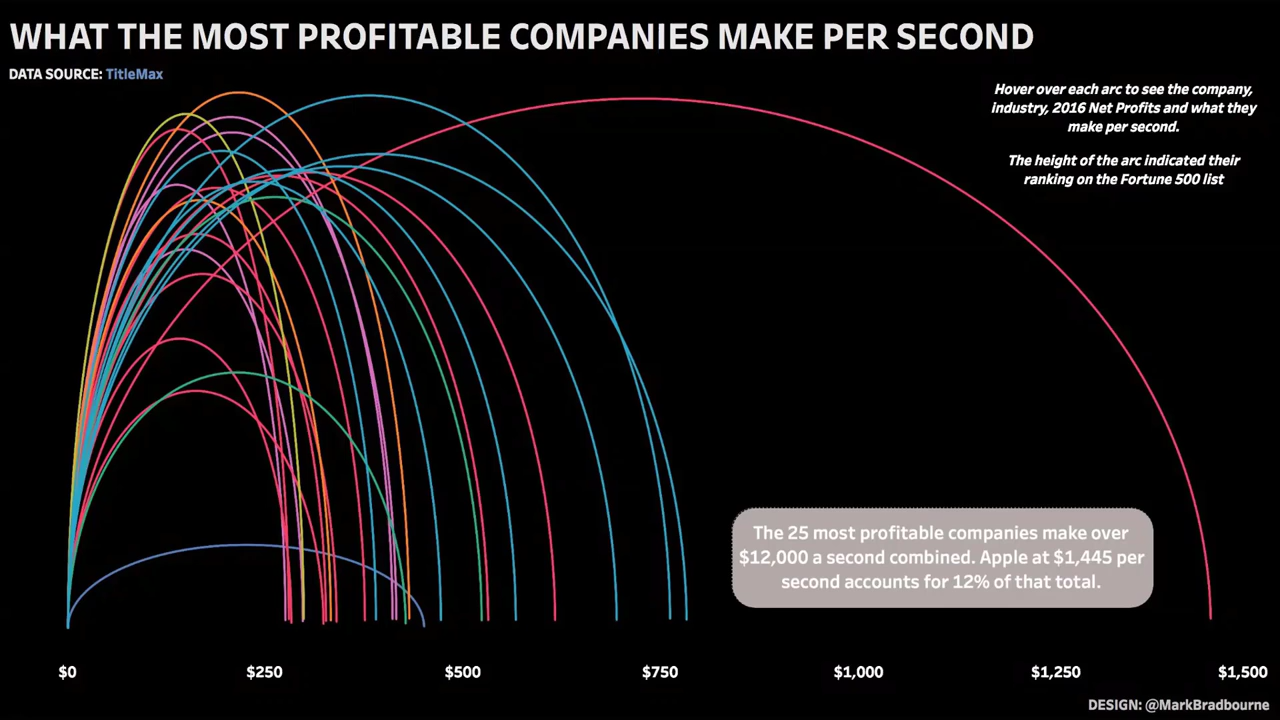 WHAT THE MOST PROFITABLE COMPANIES MAKE PER SECOND
DATA SOURCE: TitleMax
Hover over each arc to see the company,
industry, 2016 Net Profits and what they
make per second.
The height of the arc indicated their
ranking on the Fortune 500 list
The 25 most profitable companies make over
$12,000 a second combined. Apple at $1,445 per
second accounts for 12% of that total.
$0 $250 $500 $750 $1,000 $1,250 $1,500
DESIGN: @MarkBradbourne